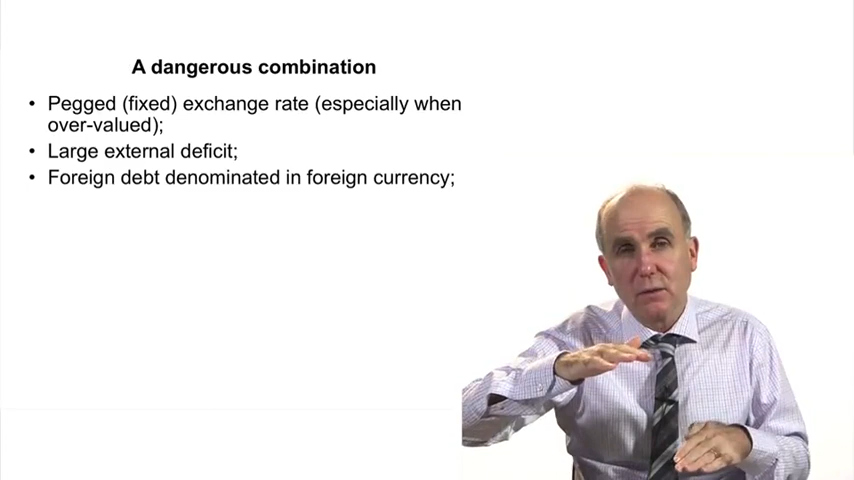 A dangerous combination
• Pegged (fixed) exchange rate (especially when
over-valued);
• Large external deficit;
• Foreign debt denominated in foreign currency;